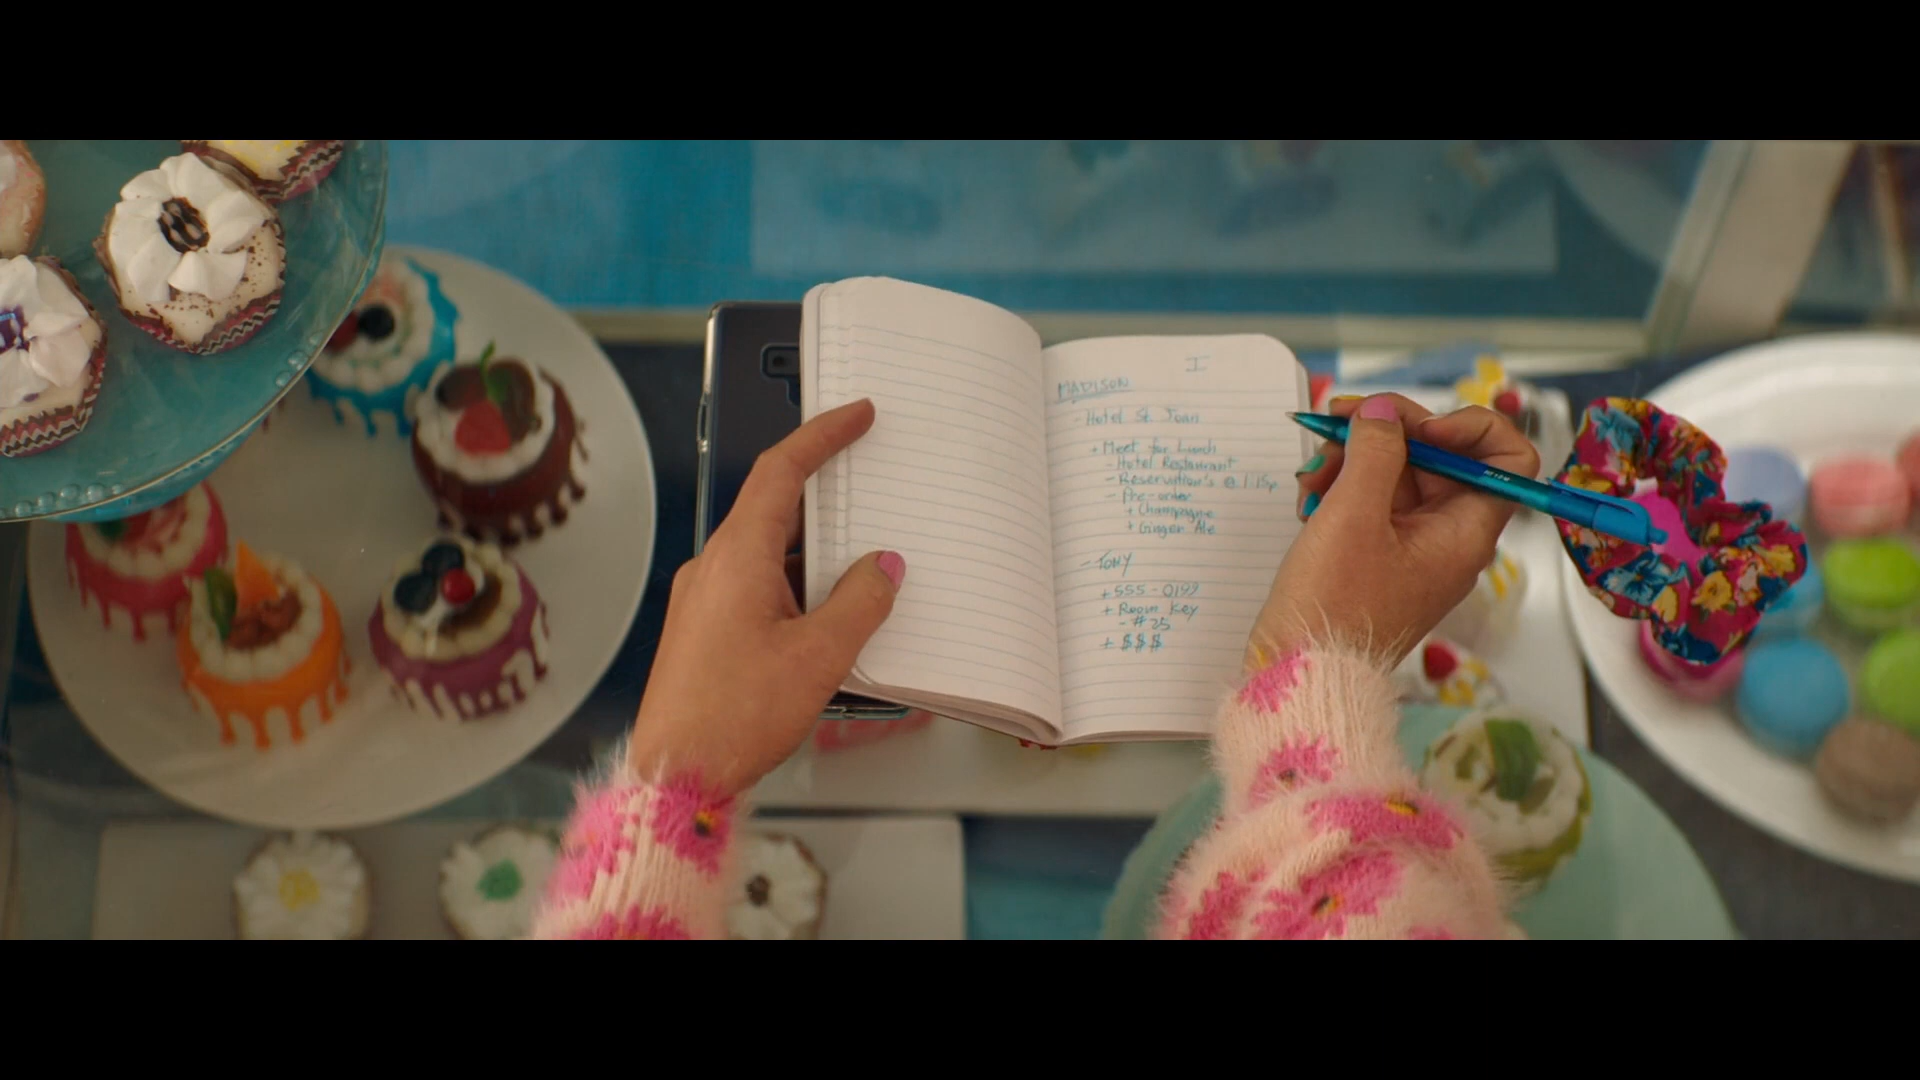 I
MADISON
- Hotel St. Joan
+ Meet for Lunch
- Hotel Restaurant
- Reservation's @ 1:15p
- Pre-order
+ Champagne
+ Ginger Ale
- TONY
+ 555-0199
+ Room Key
- #25
+ $$$